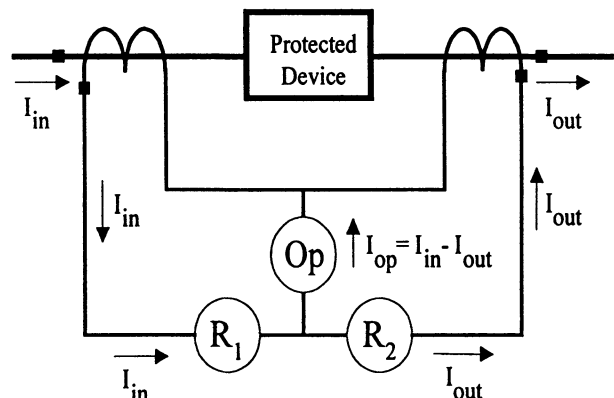 Protected
Device
I_in
I_out
I_in
I_out
Op
I_op = I_in - I_out
R_1
R_2
I_in
I_out